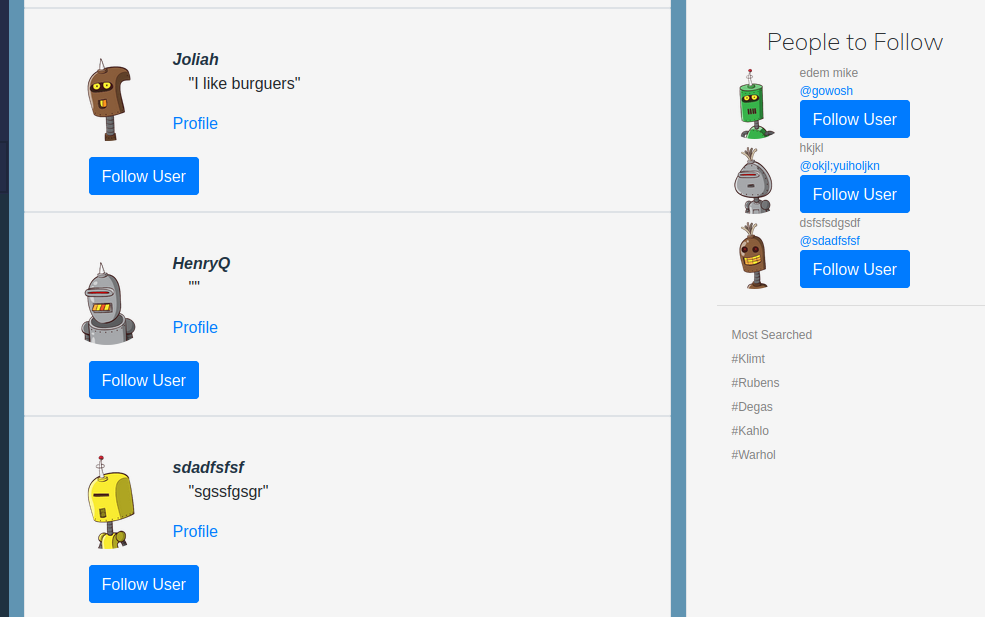 Joliah
"I like burguers"
Profile
Follow User
HenryQ
""
Profile
Follow User
sdadfsfsf
"sgssfgsgr"
Profile
Follow User
People to Follow
edem mike
@gowosh
Follow User
hkjkl
@okjl;yuiholjkn
Follow User
dsfsfsdgsdf
@sdadfsfsf
Follow User
Most Searched
#Klimt
#Rubens
#Degas
#Kahlo
#Warhol